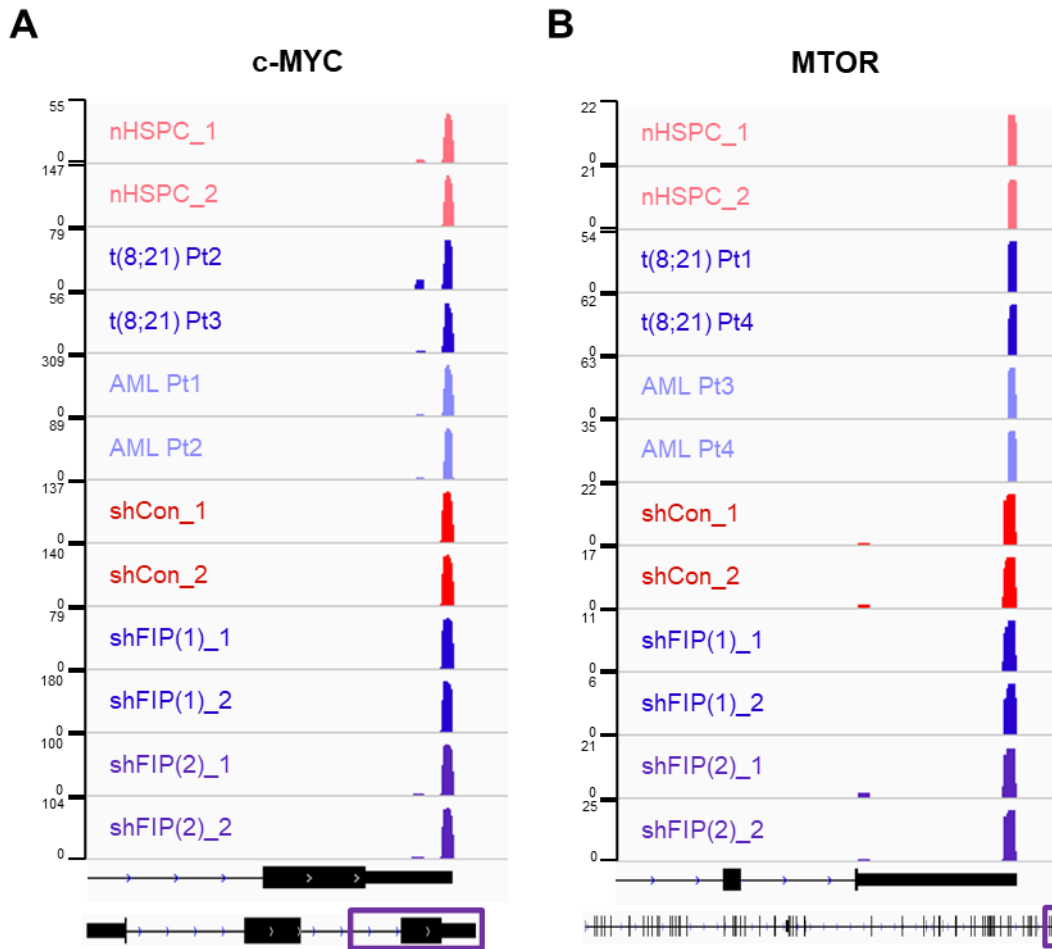 A
c-MYC
55
nHSPC_1
0
147
nHSPC_2
0
79
t(8;21) Pt2
0
56
t(8;21) Pt3
0
309
AML Pt1
0
89
AML Pt2
0
137
shCon_1
0
140
shCon_2
0
79
shFIP(1)_1
0
180
shFIP(1)_2
0
100
shFIP(2)_1
0
104
shFIP(2)_2
0
B
MTOR
22
nHSPC_1
0
21
nHSPC_2
0
54
t(8;21) Pt1
0
62
t(8;21) Pt4
0
63
AML Pt3
0
35
AML Pt4
0
22
shCon_1
0
17
shCon_2
0
11
shFIP(1)_1
0
6
shFIP(1)_2
0
21
shFIP(2)_1
0
25
shFIP(2)_2
0